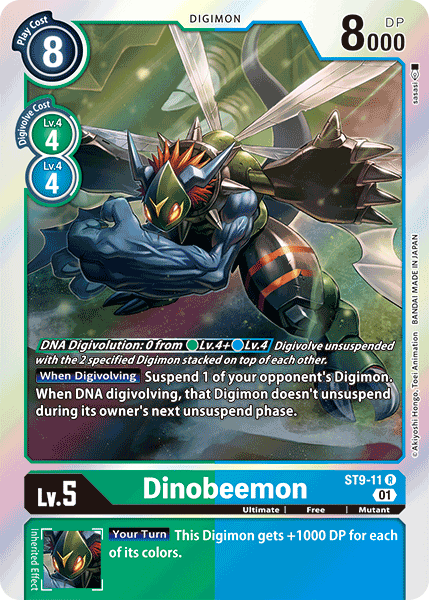 DIGIMON
Play Cost
8
DP
8000
Digivolve Cost
Lv.4
4
Lv.4
4
sasasi
DNA Digivolution: 0 from Lv.4+ Lv.4 Digivolve unsuspended
with the 2 specified Digimon stacked on top of each other.
When Digivolving Suspend 1 of your opponent's Digimon.
When DNA digivolving, that Digimon doesn't unsuspend
during its owner's next unsuspend phase.
©Akiyoshi Hongo, Toei Animation BANDAI MADE IN JAPAN
Lv.5
Dinobeemon
ST9-11 R
01
Ultimate | Free | Mutant
Inherited Effect
Your Turn This Digimon gets +1000 DP for each
of its colors.